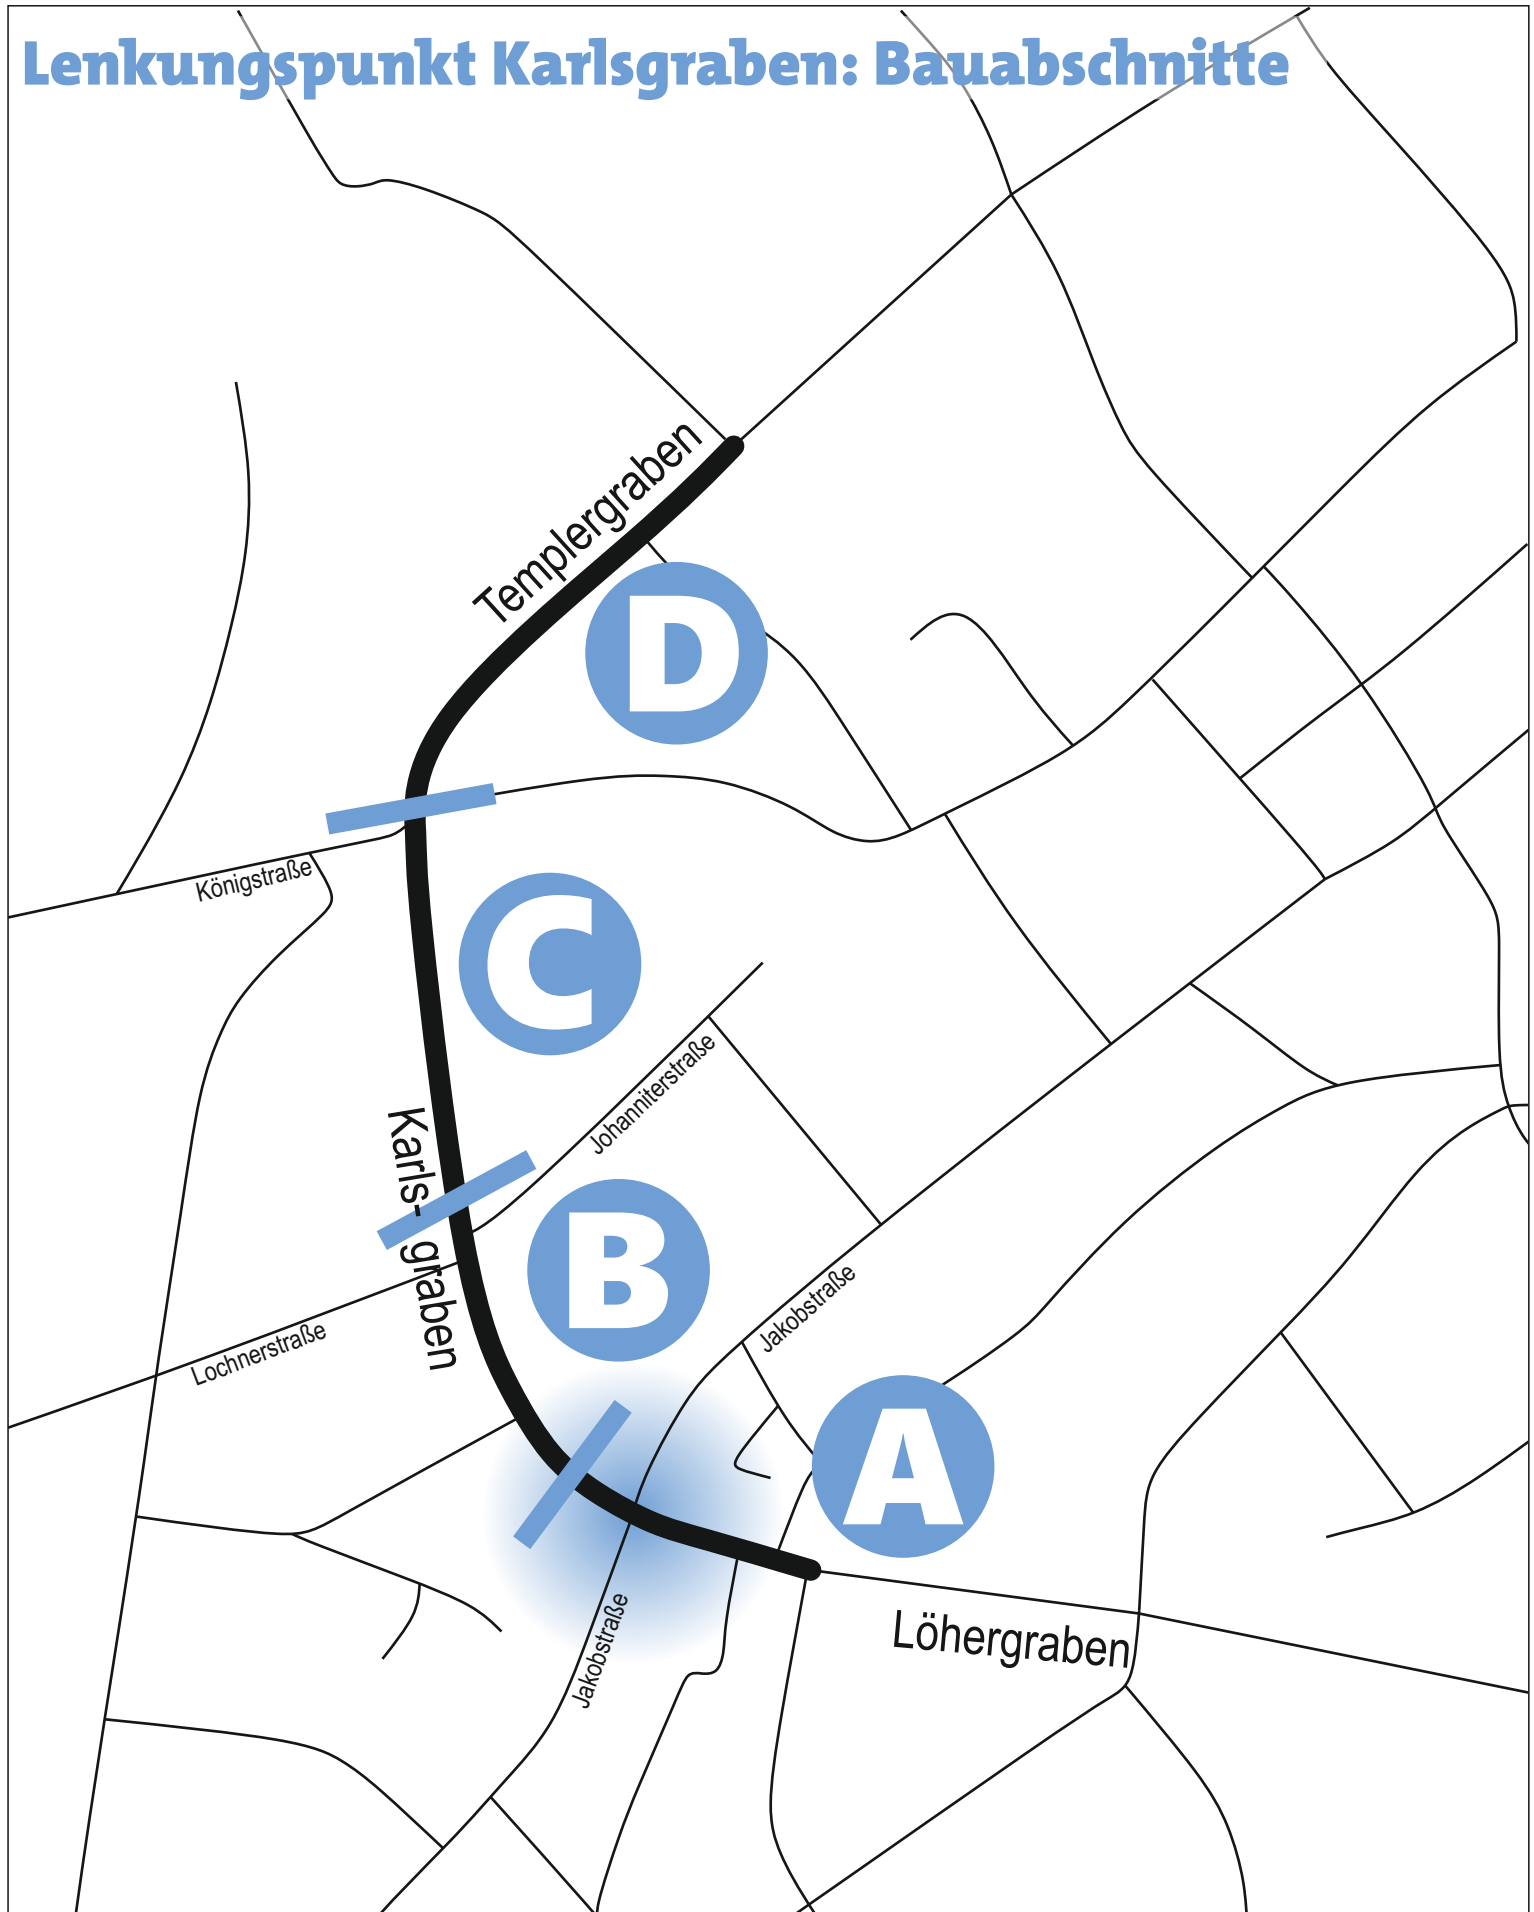 Lenkungspunkt Karlsgraben: Bauabschnitte
Templergraben
D
Königstraße
C
Johanniterstraße
Karls-
graben
B
Lochnerstraße
Jakobstraße
A
Jakobstraße
Löhergraben